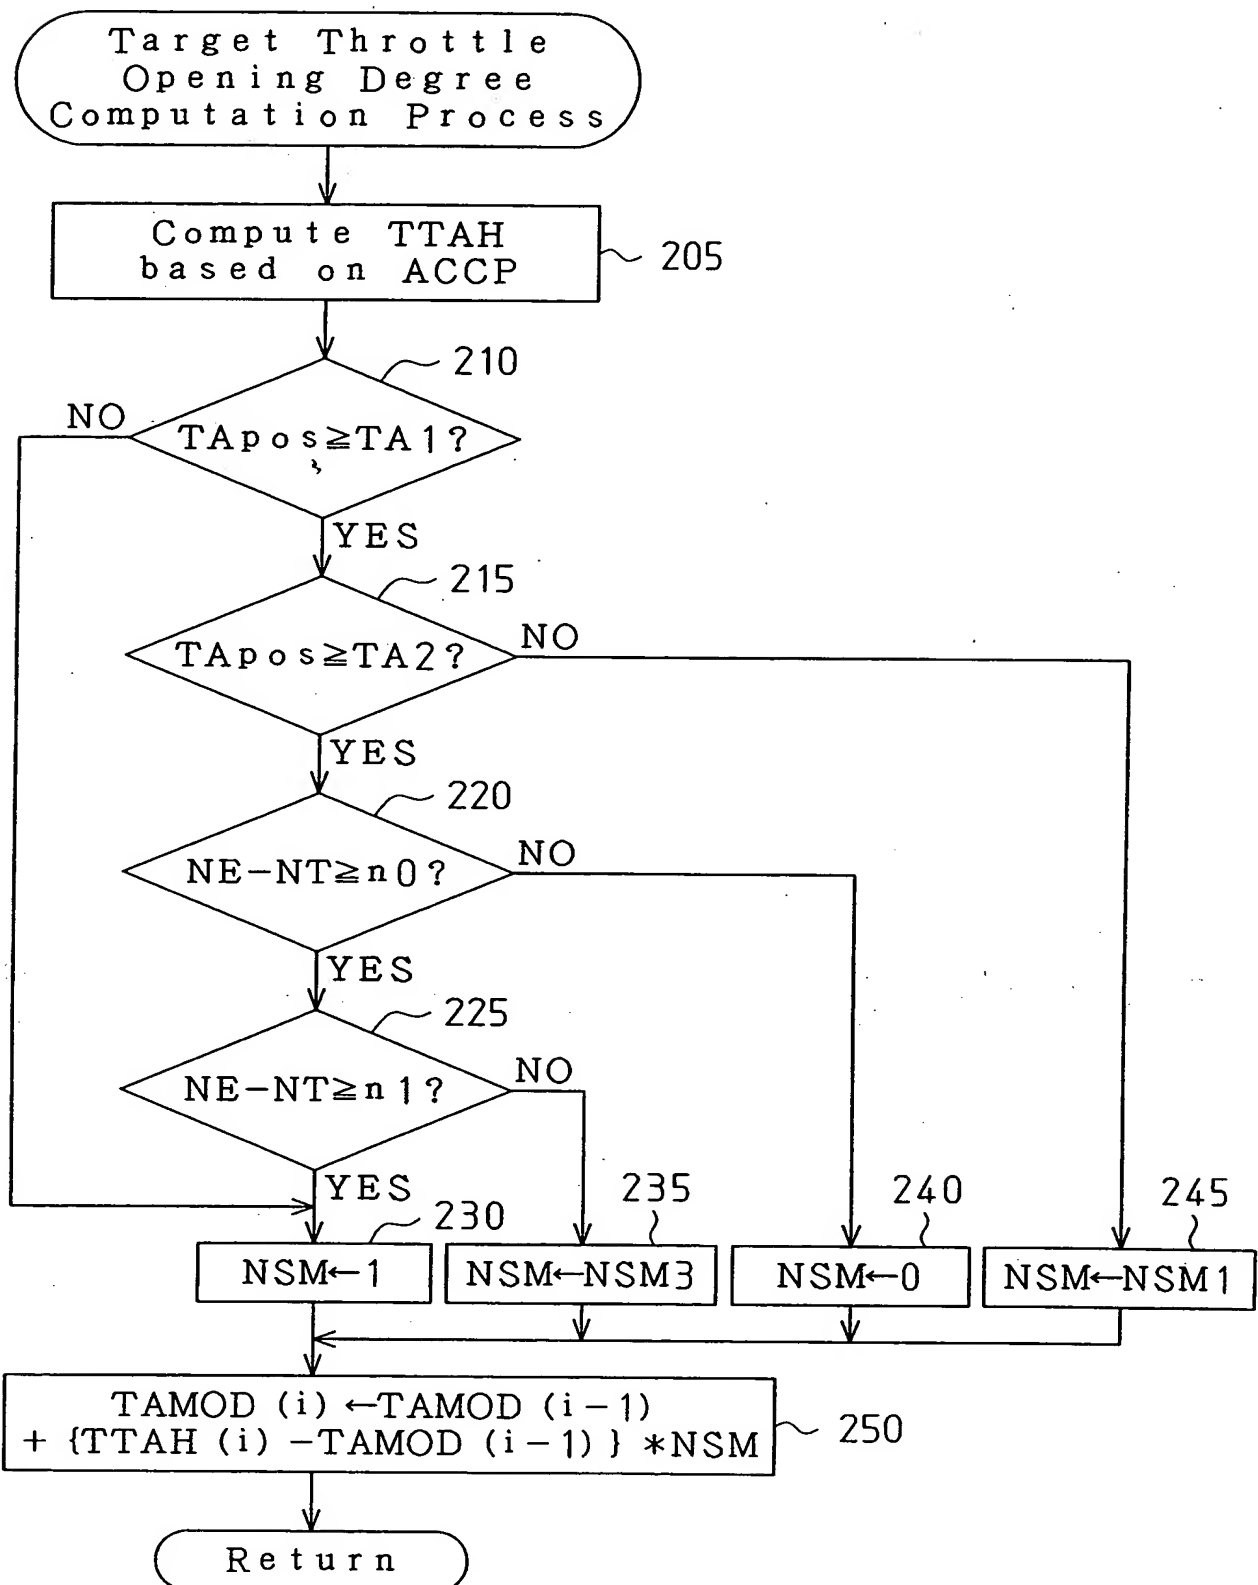 Target Throttle
Opening Degree
Computation Process
Compute TTAH
based on ACCP
205
210
NO
TApos≧TA1?
YES
215
TApos≧TA2?
NO
YES
220
NE-NT≧n0?
NO
YES
225
NE-NT≧n1?
NO
YES
230
235
240
245
NSM←1
NSM←NSM3
NSM←0
NSM←NSM1
TAMOD (i) ←TAMOD (i-1)
+ {TTAH (i) -TAMOD (i-1) } *NSM
250
Return